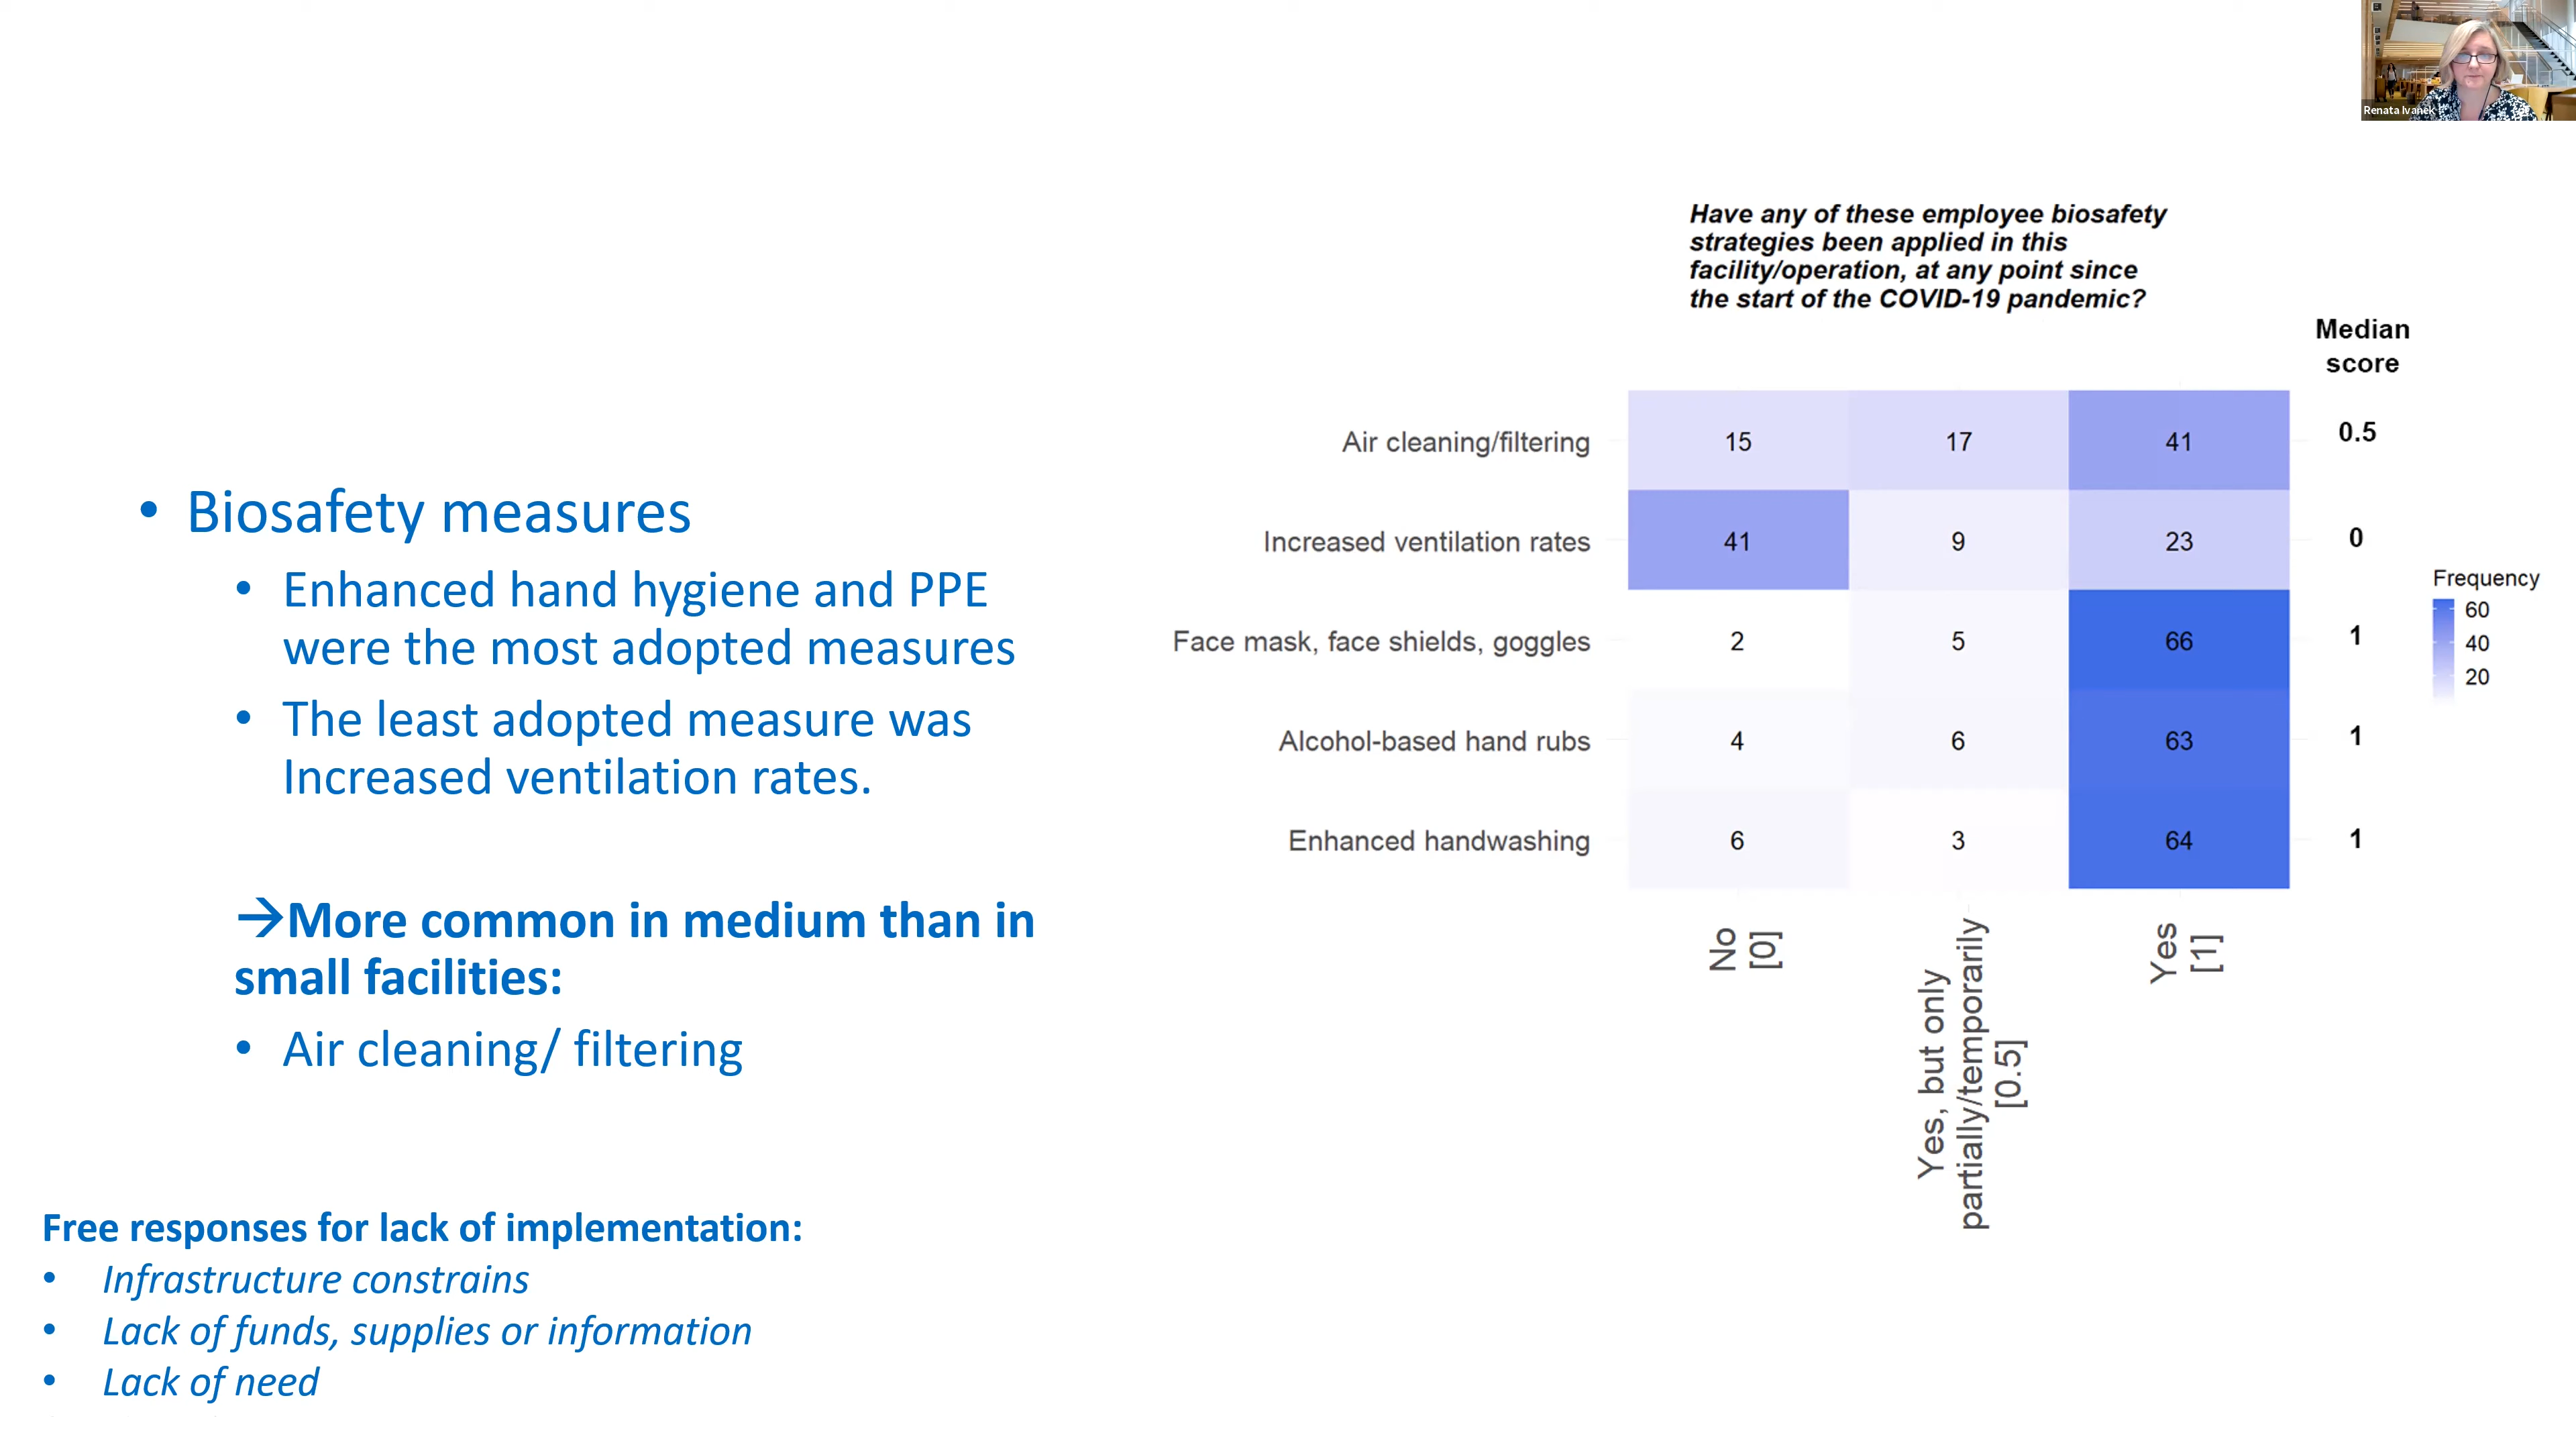 Renata Ivanek
• Biosafety measures
• Enhanced hand hygiene and PPE
were the most adopted measures
• The least adopted measure was
Increased ventilation rates.
→More common in medium than in
small facilities:
• Air cleaning/ filtering
Free responses for lack of implementation:
• Infrastructure constrains
• Lack of funds, supplies or information
• Lack of need
Have any of these employee biosafety
strategies been applied in this
facility/operation, at any point since
the start of the COVID-19 pandemic?
Median
score
Air cleaning/filtering 15 17 41 0.5
Increased ventilation rates 41 9 23 0
Face mask, face shields, goggles 2 5 66 1
Alcohol-based hand rubs 4 6 63 1
Enhanced handwashing 6 3 64 1
No
[0]
Yes, but only
partially/temporarily
[0.5]
Yes
[1]
Frequency
60
40
20